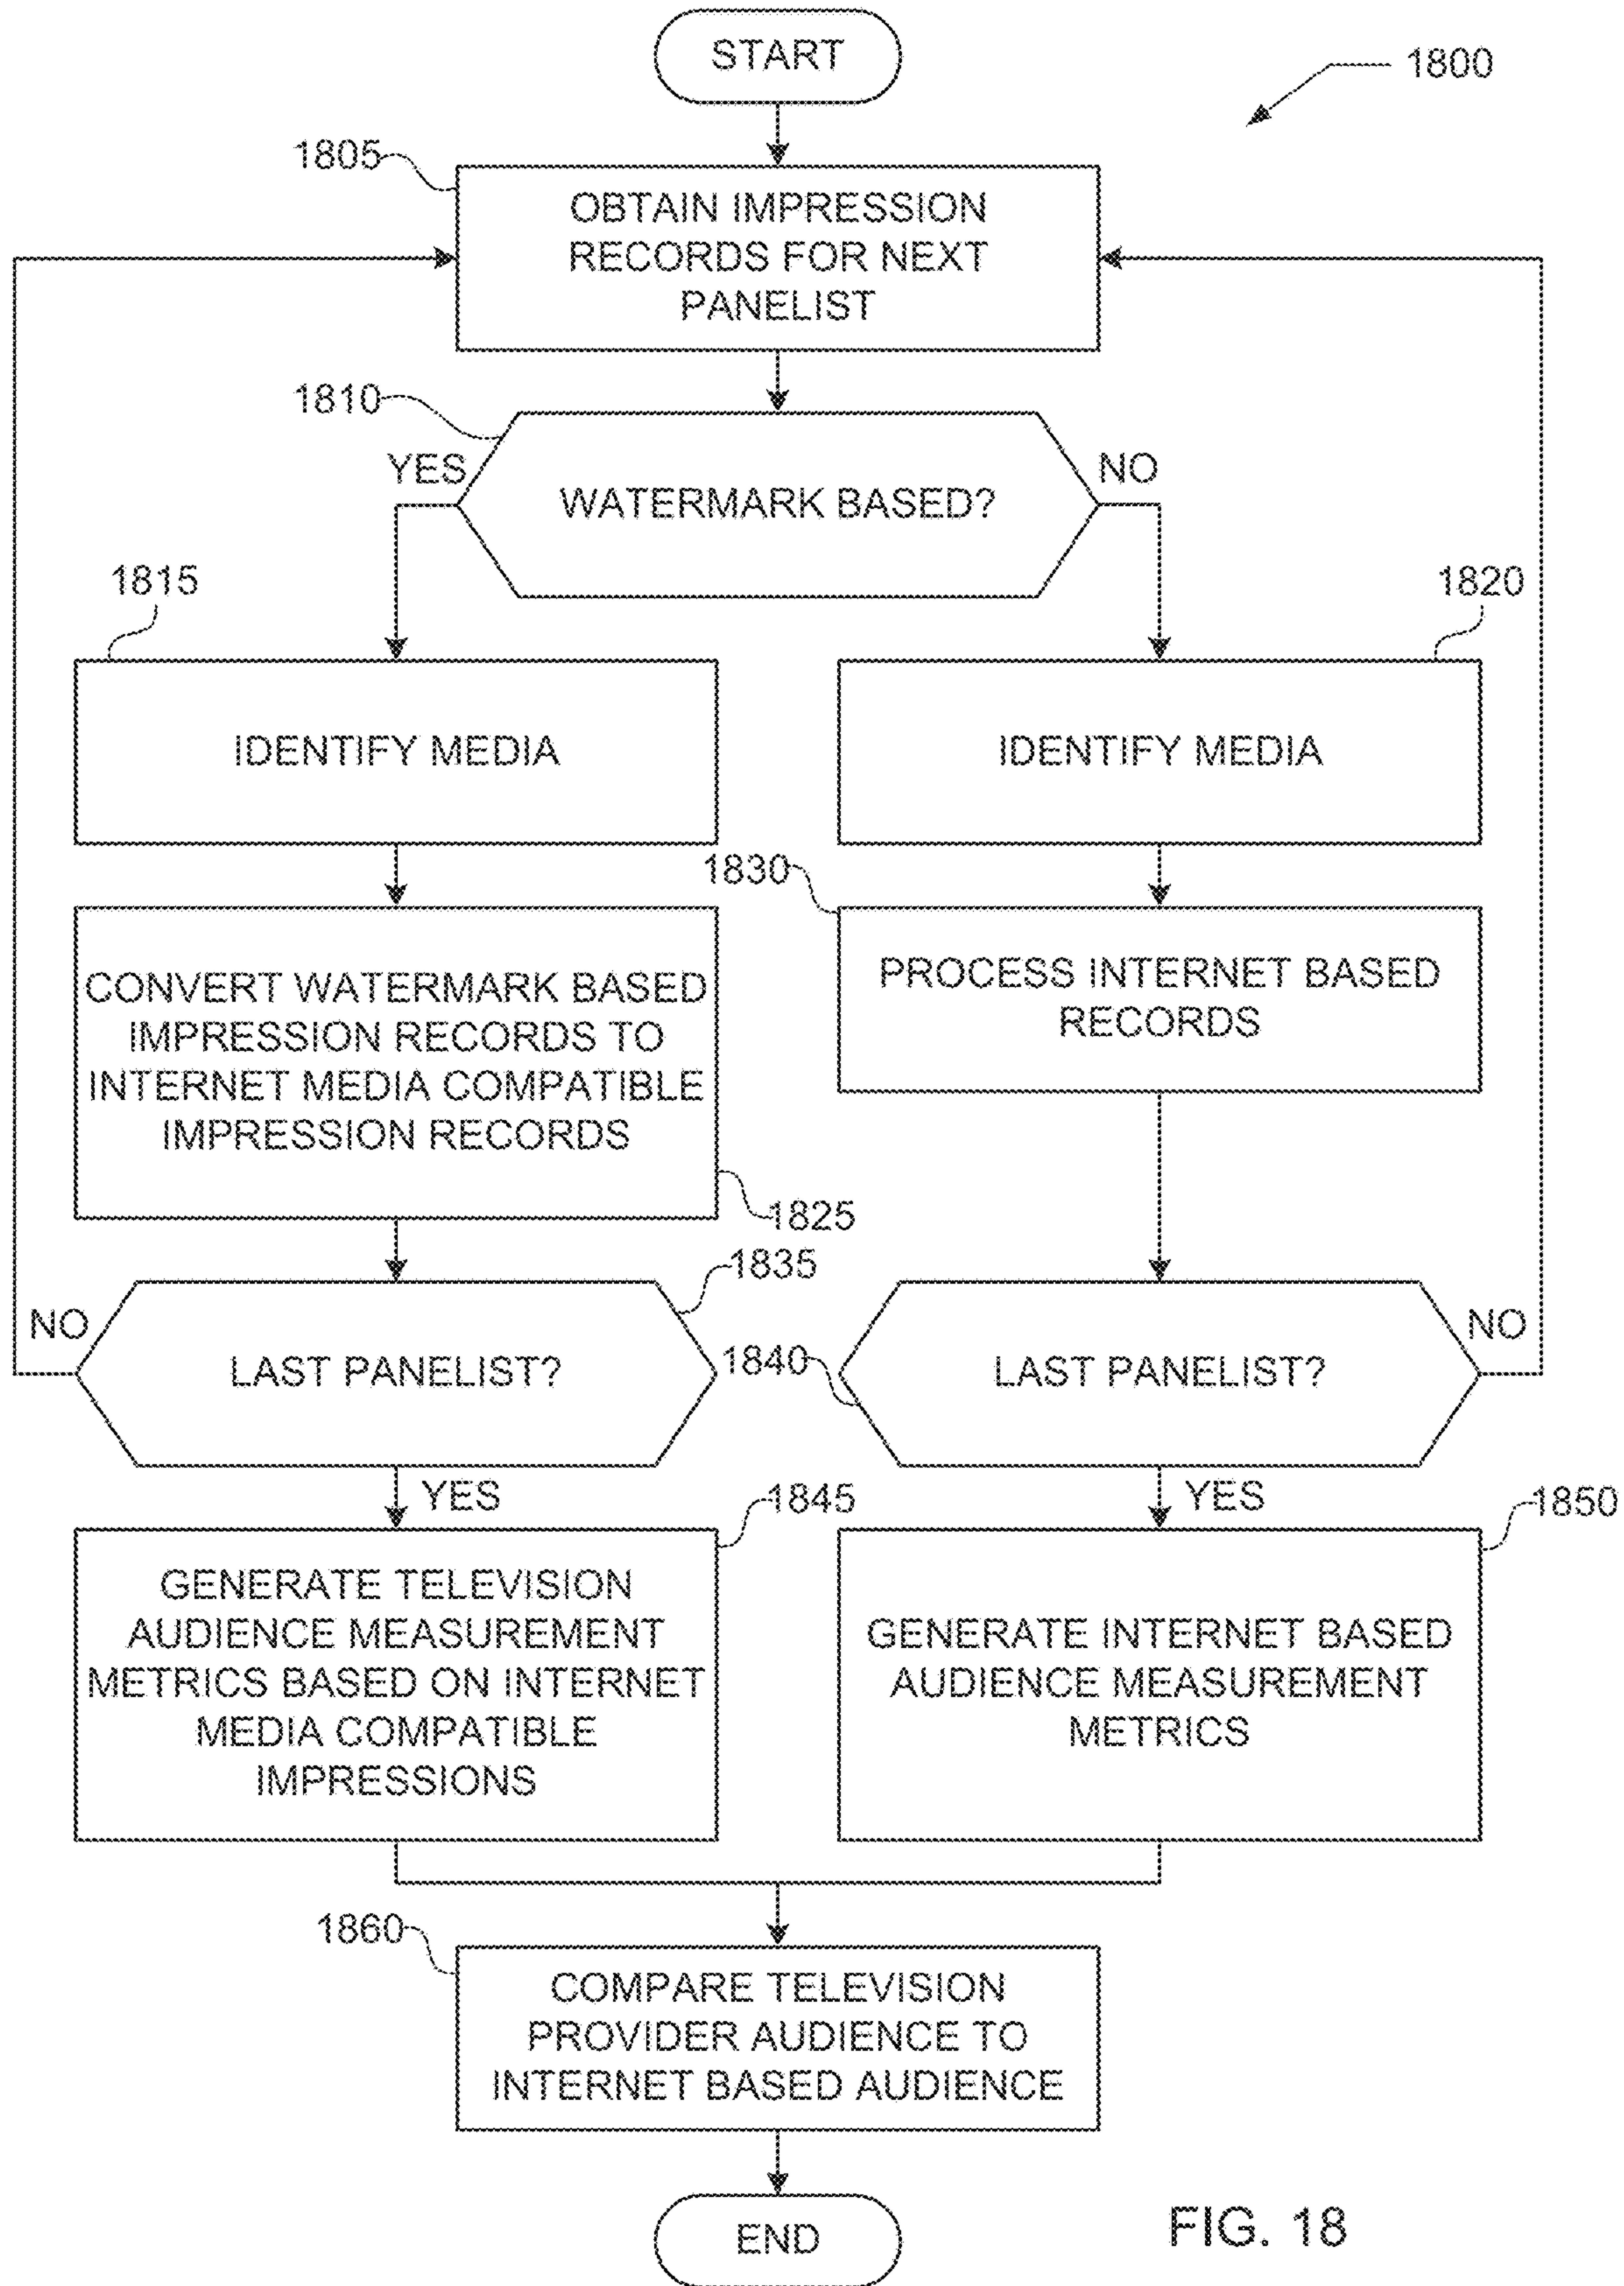 START
1800
1805
OBTAIN IMPRESSION
RECORDS FOR NEXT
PANELIST
1810
YES
NO
WATERMARK BASED?
1815
1820
IDENTIFY MEDIA
IDENTIFY MEDIA
1830
CONVERT WATERMARK BASED
IMPRESSION RECORDS TO
INTERNET MEDIA COMPATIBLE
IMPRESSION RECORDS
PROCESS INTERNET BASED
RECORDS
1825
1835
NO
LAST PANELIST?
1840
LAST PANELIST?
NO
YES
YES
1845
1850
GENERATE TELEVISION
AUDIENCE MEASUREMENT
METRICS BASED ON INTERNET
MEDIA COMPATIBLE
IMPRESSIONS
GENERATE INTERNET BASED
AUDIENCE MEASUREMENT
METRICS
1860
COMPARE TELEVISION
PROVIDER AUDIENCE TO
INTERNET BASED AUDIENCE
END
FIG. 18